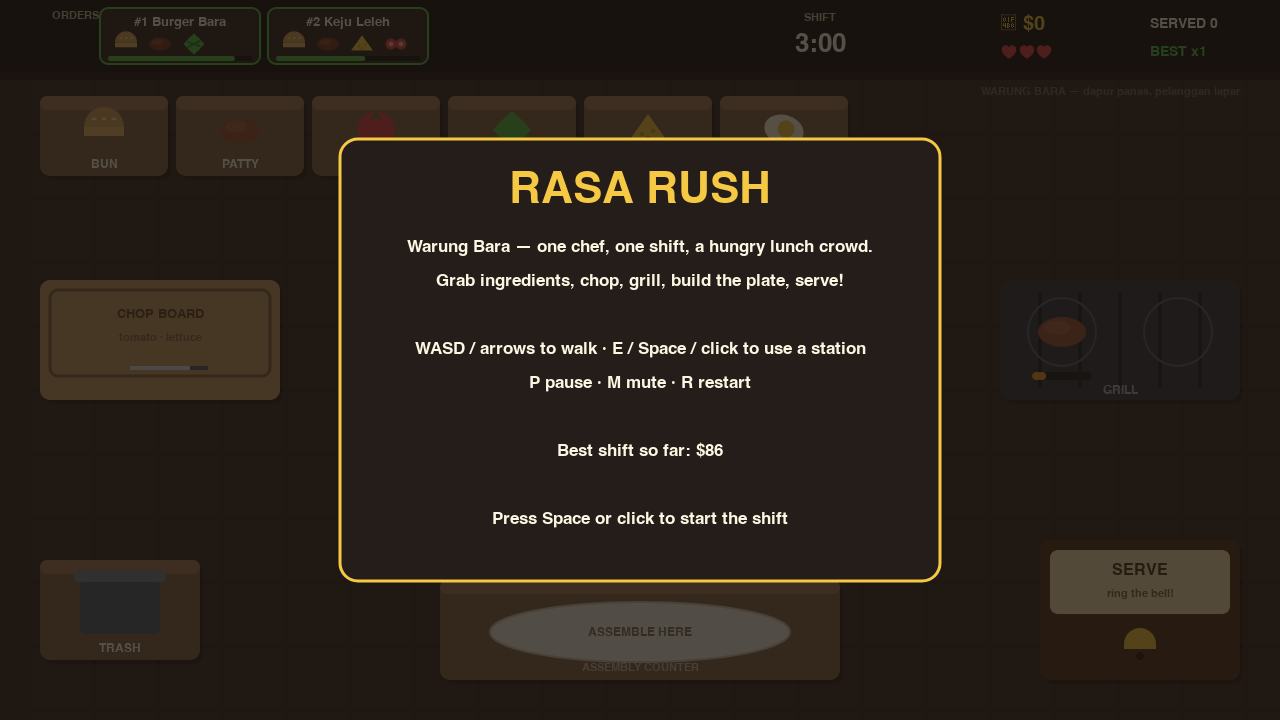 ORDERS
#1 Burger Bara
#2 Keju Leleh
SHIFT
3:00
$0
SERVED 0
BEST x1
WARUNG BARA — dapur panas, pelanggan lapar
BUN
PATTY
RASA RUSH
Warung Bara — one chef, one shift, a hungry lunch crowd.
Grab ingredients, chop, grill, build the plate, serve!
WASD / arrows to walk · E / Space / click to use a station
P pause · M mute · R restart
Best shift so far: $86
Press Space or click to start the shift
CHOP BOARD
tomato · lettuce
GRILL
TRASH
ASSEMBLE HERE
ASSEMBLY COUNTER
SERVE
ring the bell!